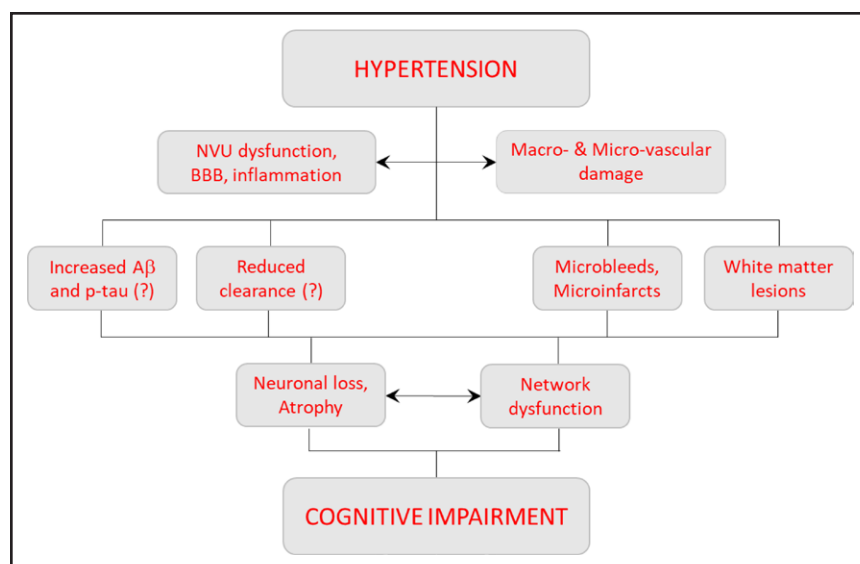 HYPERTENSION
NVU dysfunction,
BBB, inflammation
Macro- & Micro-vascular
damage
Increased Aβ
and p-tau (?)
Reduced
clearance (?)
Microbleeds,
Microinfarcts
White matter
lesions
Neuronal loss,
Atrophy
Network
dysfunction
COGNITIVE IMPAIRMENT